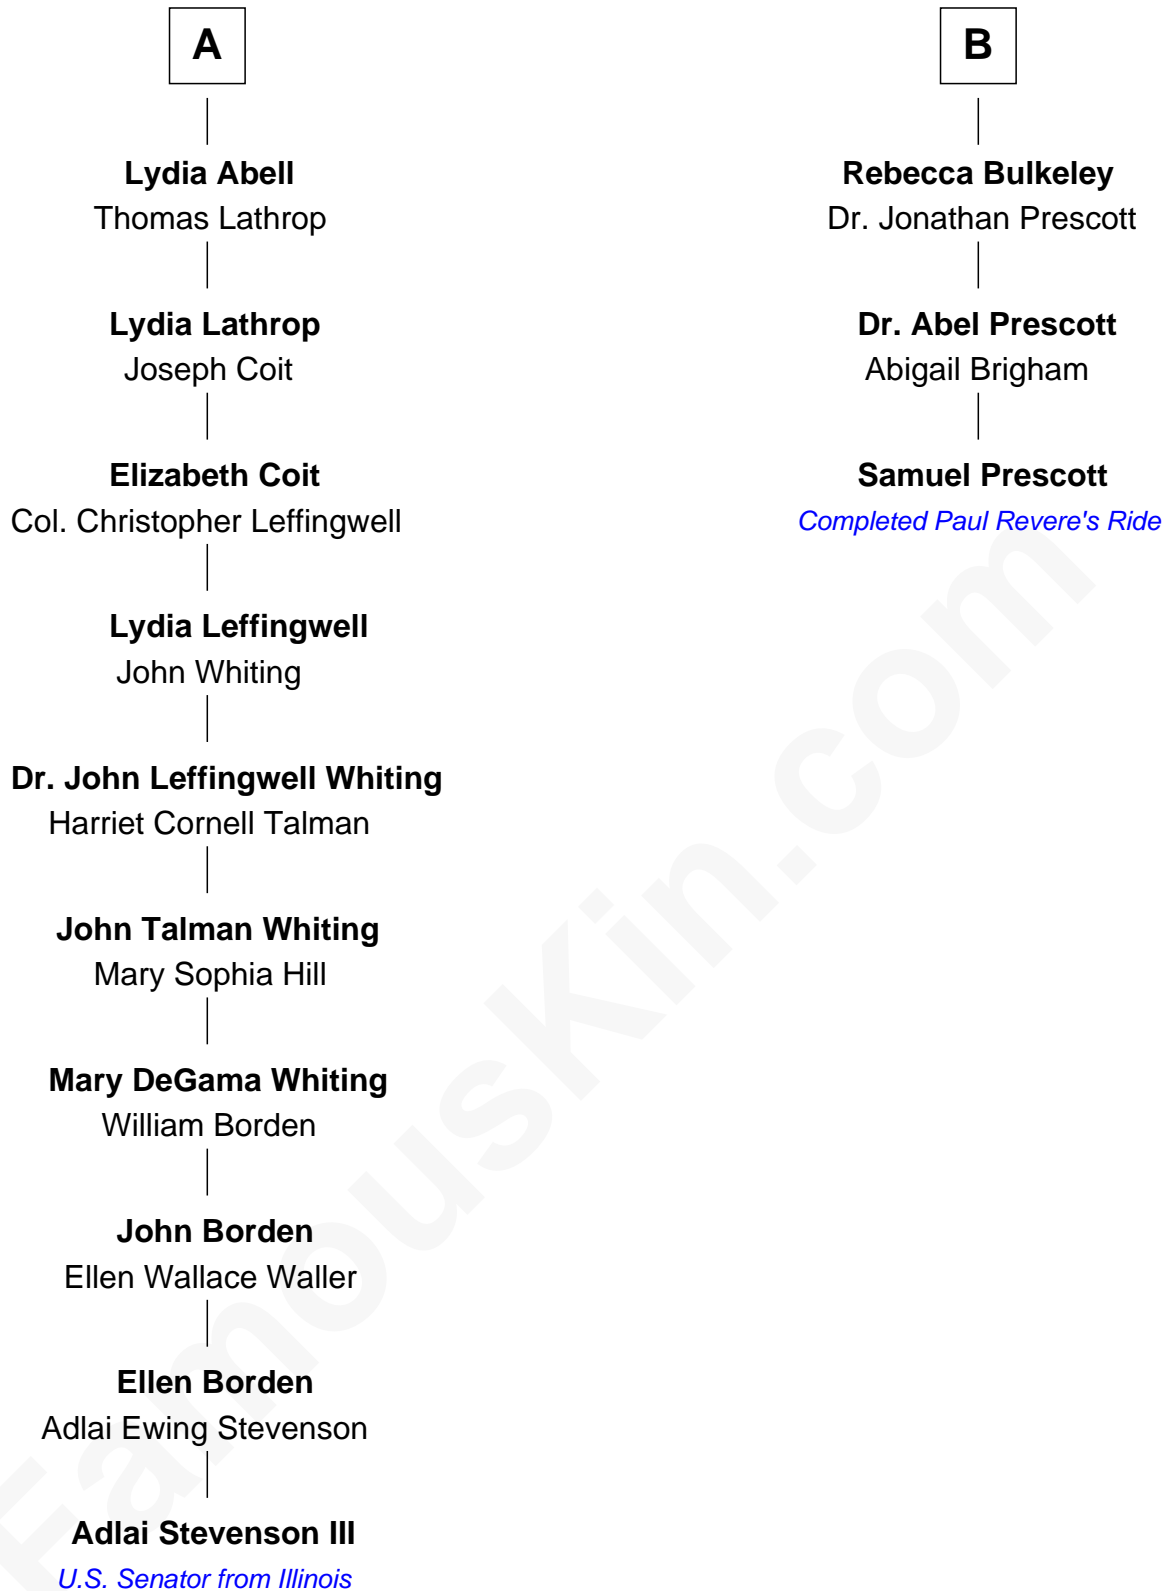 A
Lydia Abell
Thomas Lathrop
Lydia Lathrop
Joseph Coit
Elizabeth Coit
Col. Christopher Leffingwell
Lydia Leffingwell
John Whiting
Dr. John Leffingwell Whiting
Harriet Cornell Talman
John Talman Whiting
Mary Sophia Hill
Mary DeGama Whiting
William Borden
John Borden
Ellen Wallace Waller
Ellen Borden
Adlai Ewing Stevenson
Adlai Stevenson III
U.S. Senator from Illinois
B
Rebecca Bulkeley
Dr. Jonathan Prescott
Dr. Abel Prescott
Abigail Brigham
Samuel Prescott
Completed Paul Revere's Ride
FamousKin.com